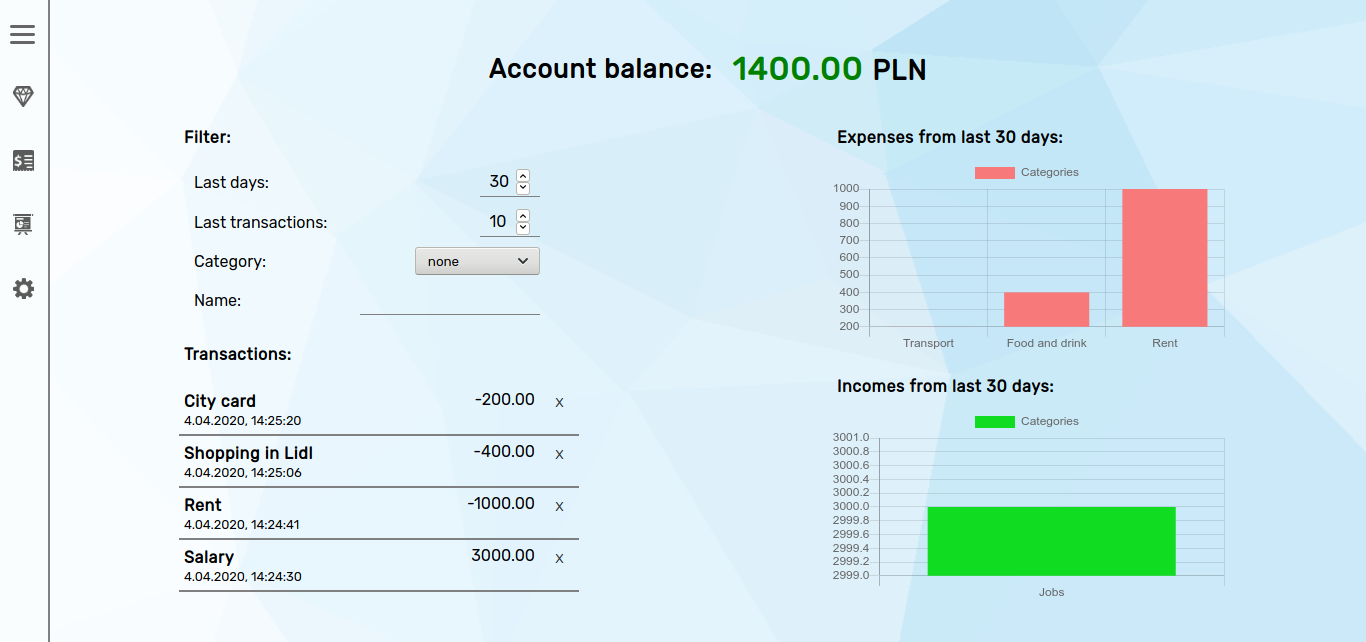 Account balance: 1400.00 PLN
Filter:
Last days: 30
Last transactions: 10
Category: none
Name:
Transactions:
City card -200.00 x
4.04.2020, 14:25:20
Shopping in Lidl -400.00 x
4.04.2020, 14:25:06
Rent -1000.00 x
4.04.2020, 14:24:41
Salary 3000.00 x
4.04.2020, 14:24:30
Expenses from last 30 days:
Categories
1000
900
800
700
600
500
400
300
200
Transport Food and drink Rent
Incomes from last 30 days:
Categories
3001.0
3000.8
3000.6
3000.4
3000.2
3000.0
2999.8
2999.6
2999.4
2999.2
2999.0
Jobs